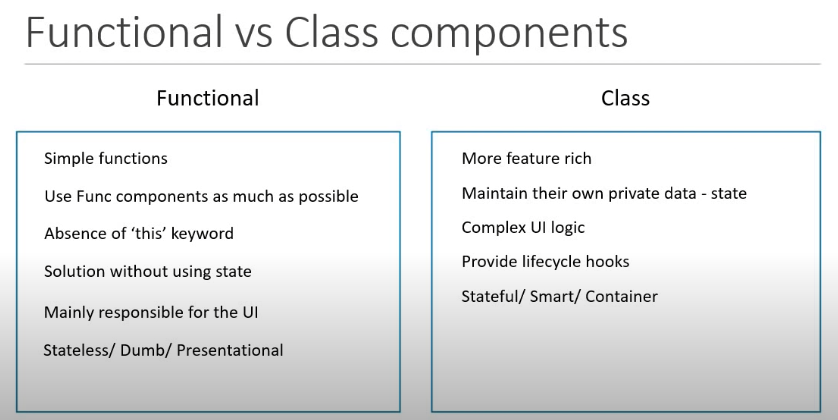 Functional vs Class components
Functional
Simple functions
Use Func components as much as possible
Absence of ‘this’ keyword
Solution without using state
Mainly responsible for the UI
Stateless/ Dumb/ Presentational
Class
More feature rich
Maintain their own private data - state
Complex UI logic
Provide lifecycle hooks
Stateful/ Smart/ Container